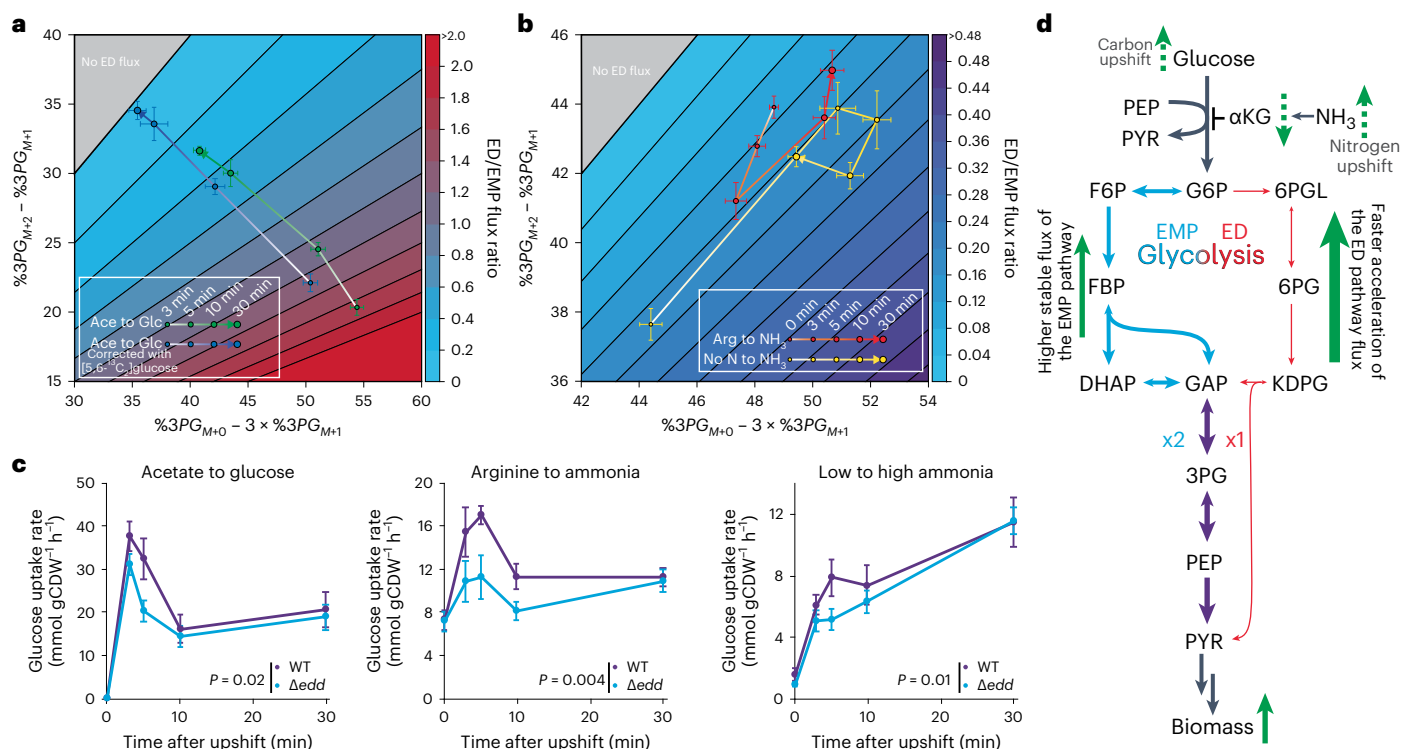 a
40
35
30
25
20
15
30
35
40
45
50
55
60
%3PG M+2 − %3PG M+1
%3PG M+0 − 3 × %3PG M+1
No ED flux
3 min
5 min
10 min
30 min
Ace to Glc
Ace to Glc
Corrected with
[5,6-13C2]glucose
>2.0
2.0
1.8
1.6
1.4
1.2
1.0
0.8
0.6
0.4
0.2
0
ED/EMP flux ratio
b
46
44
42
40
38
36
42
44
46
48
50
52
54
%3PG M+2 − %3PG M+1
%3PG M+0 − 3 × %3PG M+1
No ED flux
0 min
3 min
5 min
10 min
30 min
Arg to NH3
No N to NH3
>0.48
0.48
0.44
0.40
0.36
0.32
0.28
0.24
0.20
0.16
0.12
0.08
0.04
0
ED/EMP flux ratio
c
Acetate to glucose
Glucose uptake rate
(mmol gCDW−1 h−1)
50
40
30
20
10
0
0
10
20
30
Time after upshift (min)
P = 0.02
WT
Δedd
Arginine to ammonia
Glucose uptake rate
(mmol gCDW−1 h−1)
20
16
12
8
4
0
0
10
20
30
Time after upshift (min)
P = 0.004
WT
Δedd
Low to high ammonia
Glucose uptake rate
(mmol gCDW−1 h−1)
12
8
4
0
0
10
20
30
Time after upshift (min)
P = 0.01
WT
Δedd
d
Carbon
upshift
Glucose
PEP
PYR
αKG
NH3
Nitrogen
upshift
F6P
G6P
6PGL
EMP
ED
Glycolysis
Higher stable flux of
the EMP pathway
Faster acceleration of
the ED pathway flux
FBP
6PG
DHAP
GAP
KDPG
x2
x1
3PG
PEP
PYR
Biomass